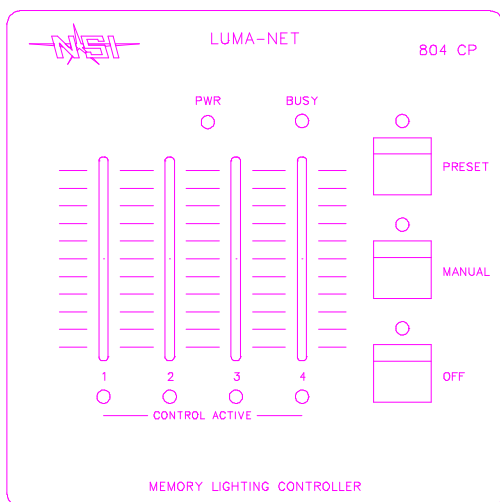 NSI
LUMA-NET
804 CP
PWR
BUSY
PRESET
MANUAL
OFF
1 2 3 4
CONTROL ACTIVE
MEMORY LIGHTING CONTROLLER